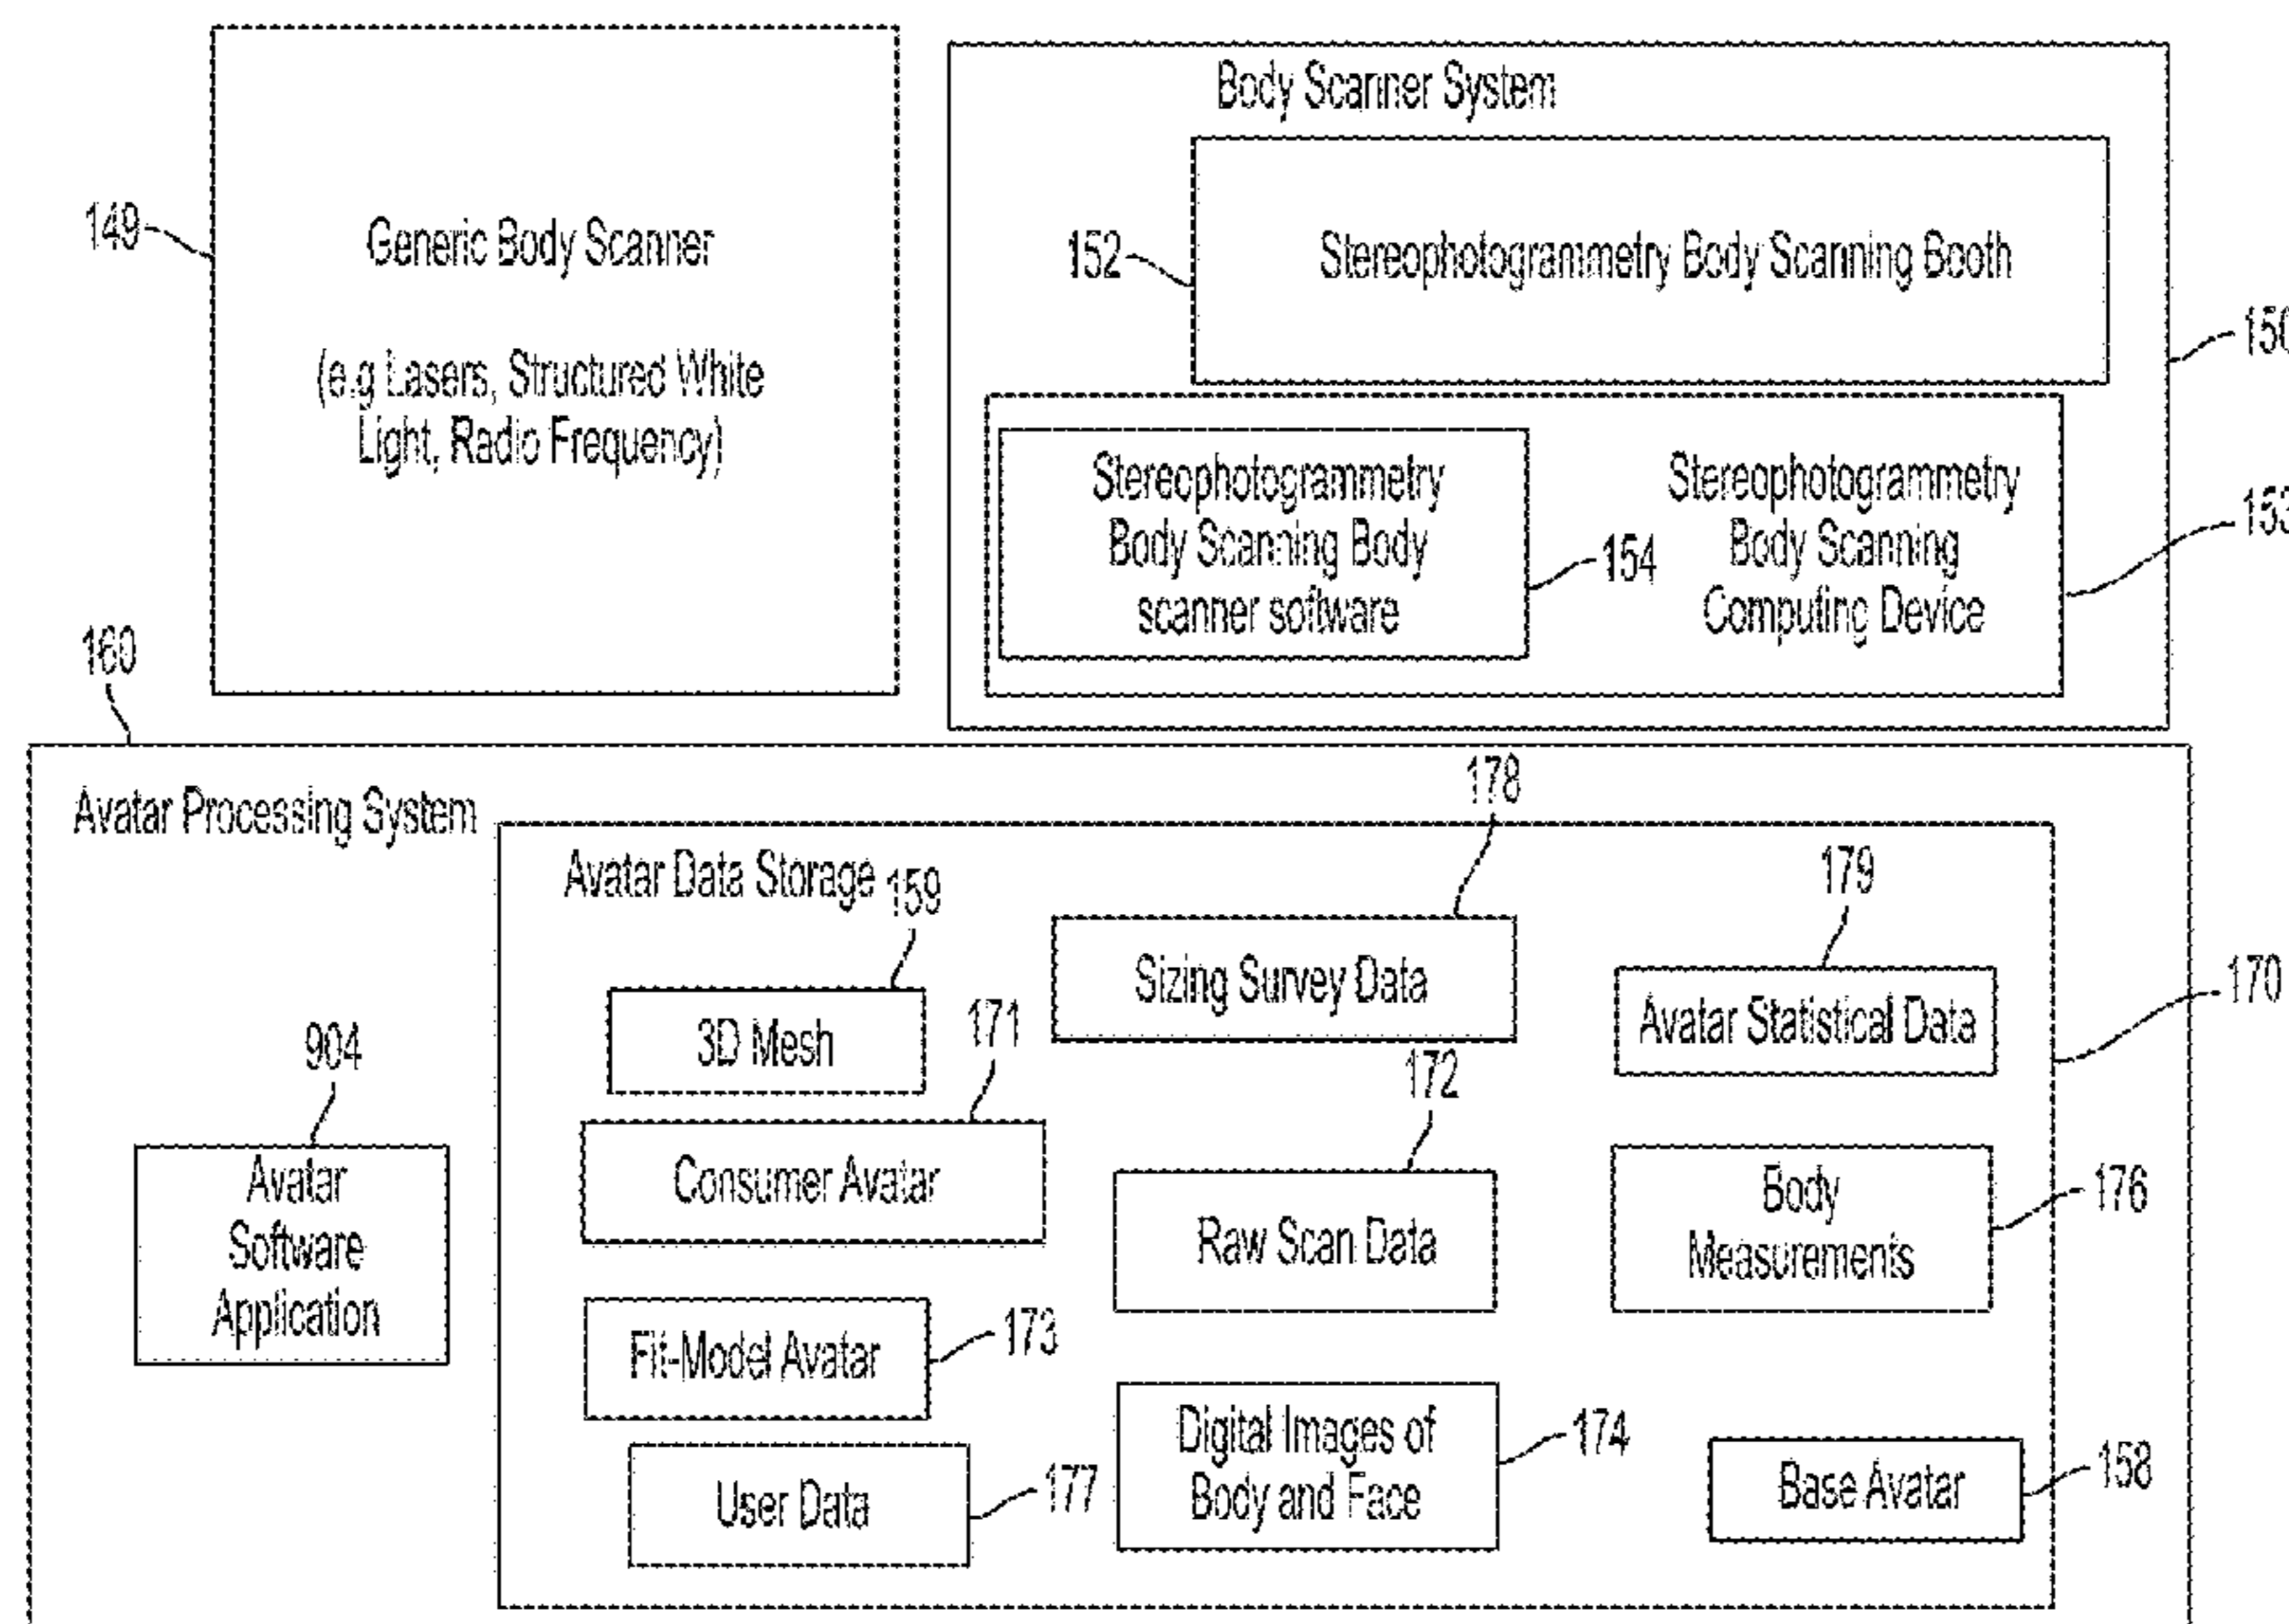 Body Scanner System
149
Generic Body Scanner
(e.g Lasers, Structured White
Light, Radio Frequency)
152
Stereophotogrammetry Body Scanning Booth
150
Stereophotogrammetry
Body Scanning Body
scanner software
154
Stereophotogrammetry
Body Scanning
Computing Device
153
160
Avatar Processing System
178
Avatar Data Storage
159
179
Sizing Survey Data
Avatar Statistical Data
170
3D Mesh
171
904
172
Avatar
Software
Application
Consumer Avatar
Raw Scan Data
Body
Measurements
176
Fit-Model Avatar
173
Digital Images of
Body and Face
174
User Data
177
Base Avatar
158